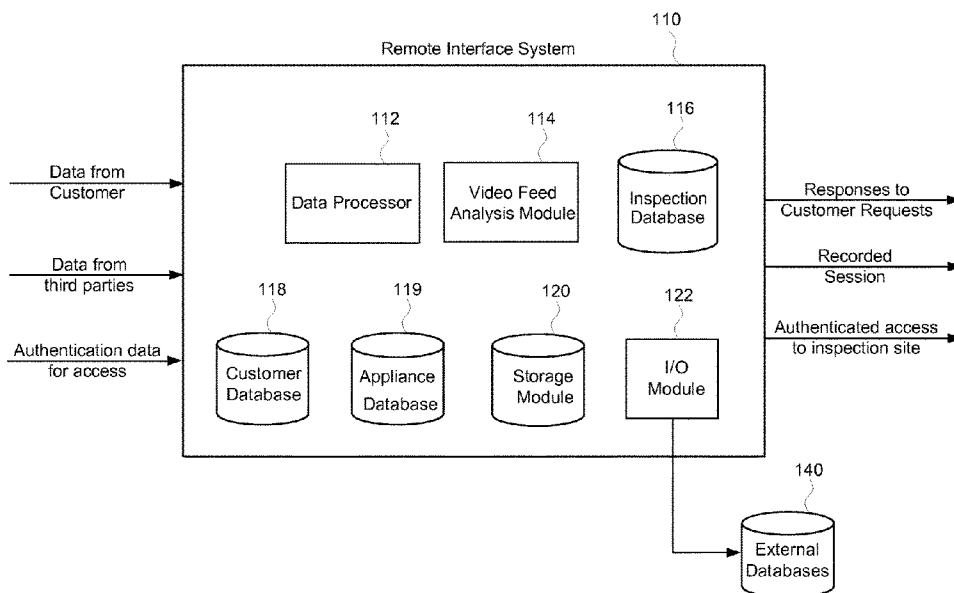 110
Remote Interface System
112
114
116
Data from
Customer
Data Processor
Video Feed
Analysis Module
Inspection
Database
Responses to
Customer Requests
Data from
third parties
Recorded
Session
118
119
120
122
Authentication data
for access
Authenticated access
to inspection site
Customer
Database
Appliance
Database
Storage
Module
I/O
Module
140
External
Databases